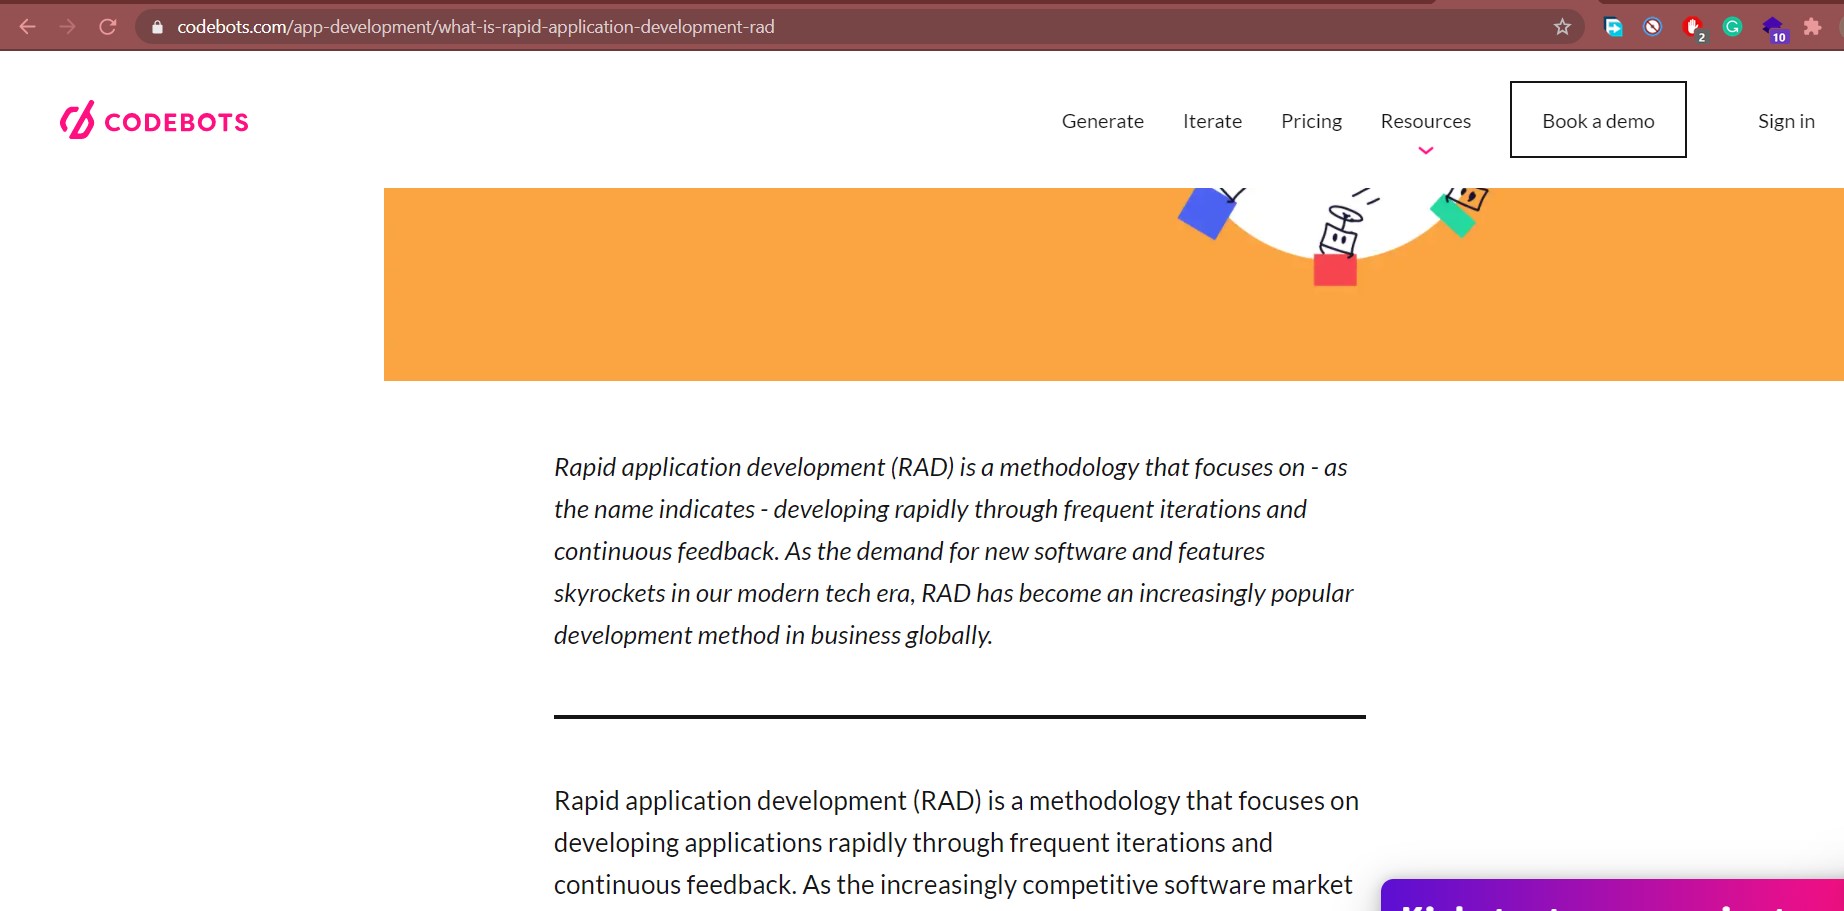 codebots.com/app-development/what-is-rapid-application-development-rad
2
10
CODEBOTS
Generate
Iterate
Pricing
Resources
Book a demo
Sign in
Rapid application development (RAD) is a methodology that focuses on - as
the name indicates - developing rapidly through frequent iterations and
continuous feedback. As the demand for new software and features
skyrockets in our modern tech era, RAD has become an increasingly popular
development method in business globally.
Rapid application development (RAD) is a methodology that focuses on
developing applications rapidly through frequent iterations and
continuous feedback. As the increasingly competitive software market